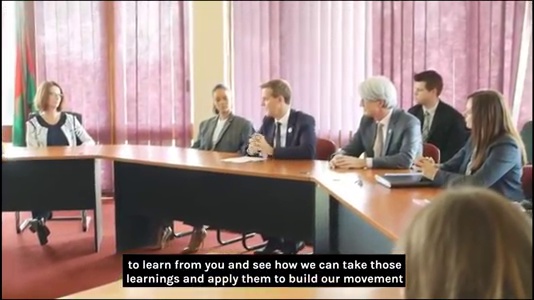 to learn from you and see how we can take those
learnings and apply them to build our movement